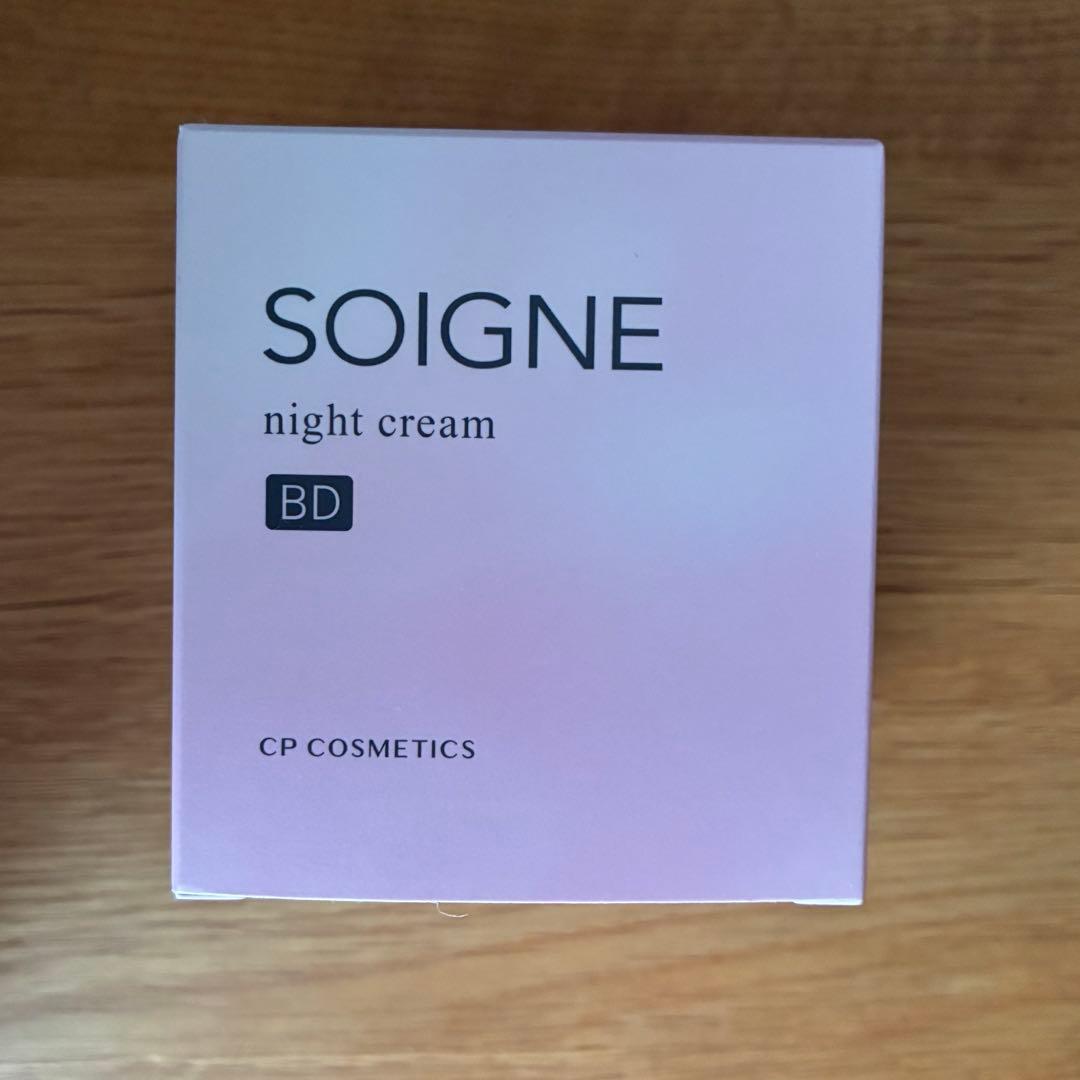 SOIGNE
night cream
BD
CP COSMETICS